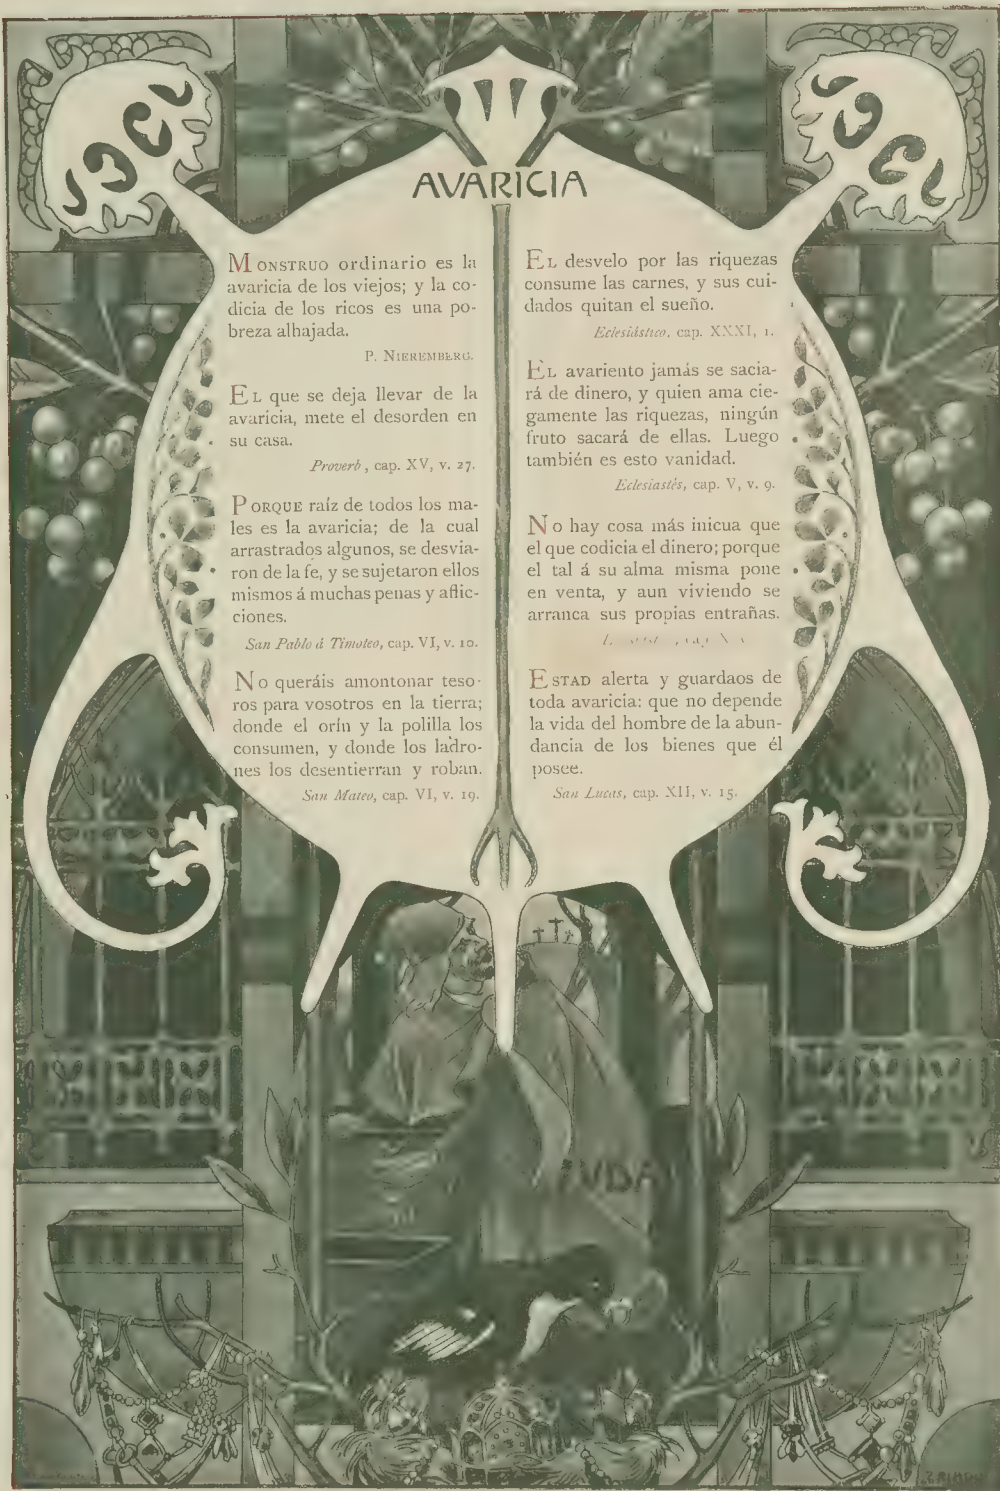 AVARICIA
MONSTRUO ordinario es la
avaricia de los viejos; y la co-
dicia de los ricos es una po-
breza alhajada.
P. NIEREMBERG.
EL que se deja llevar de la
avaricia, mete el desorden en
su casa.
Proverb, cap. XV, v. 27.
PORQUE raíz de todos los ma-
les es la avaricia; de la cual
arrastrados algunos, se desvia-
ron de la fe, y se sujetaron ellos
mismos á muchas penas y aflic-
ciones.
San Pablo á Timoteo, cap. VI, v. 10.
No queráis amontonar teso-
ros para vosotros en la tierra;
donde el orín y la polilla los
consumen, y donde los ladro-
nes los desentierran y roban.
San Mateo, cap. VI, v. 19.
EL desvelo por las riquezas
consume las carnes, y sus cui-
dados quitan el sueño.
Eclesiástico, cap. XXXI, 1.
EL avariento jamás se sacia-
rá de dinero, y quien ama cie-
gamente las riquezas, ningún
fruto sacará de ellas. Luego
también es esto vanidad.
Eclesiastés, cap. V, v. 9.
No hay cosa más inicua que
el que codicia el dinero; porque
el tal á su alma misma pone
en venta, y aun viviendo se
arranca sus propias entrañas.
ESTAD alerta y guardaos de
toda avaricia: que no depende
la vida del hombre de la abun-
dancia de los bienes que él
posee.
San Lucas, cap. XII, v. 15.